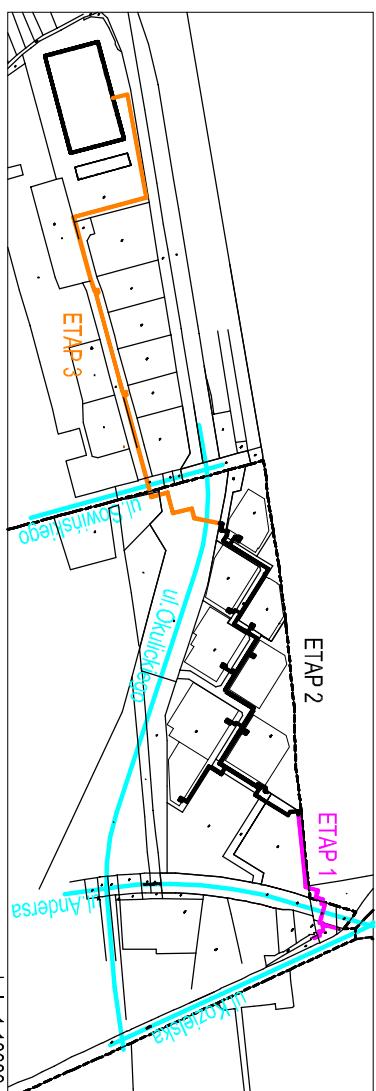 ETAP 1
ETAP 2
ETAP 3
ul.Sowińskiego
ul.Okulickiego
ul.Andersa
ul.Kozielska